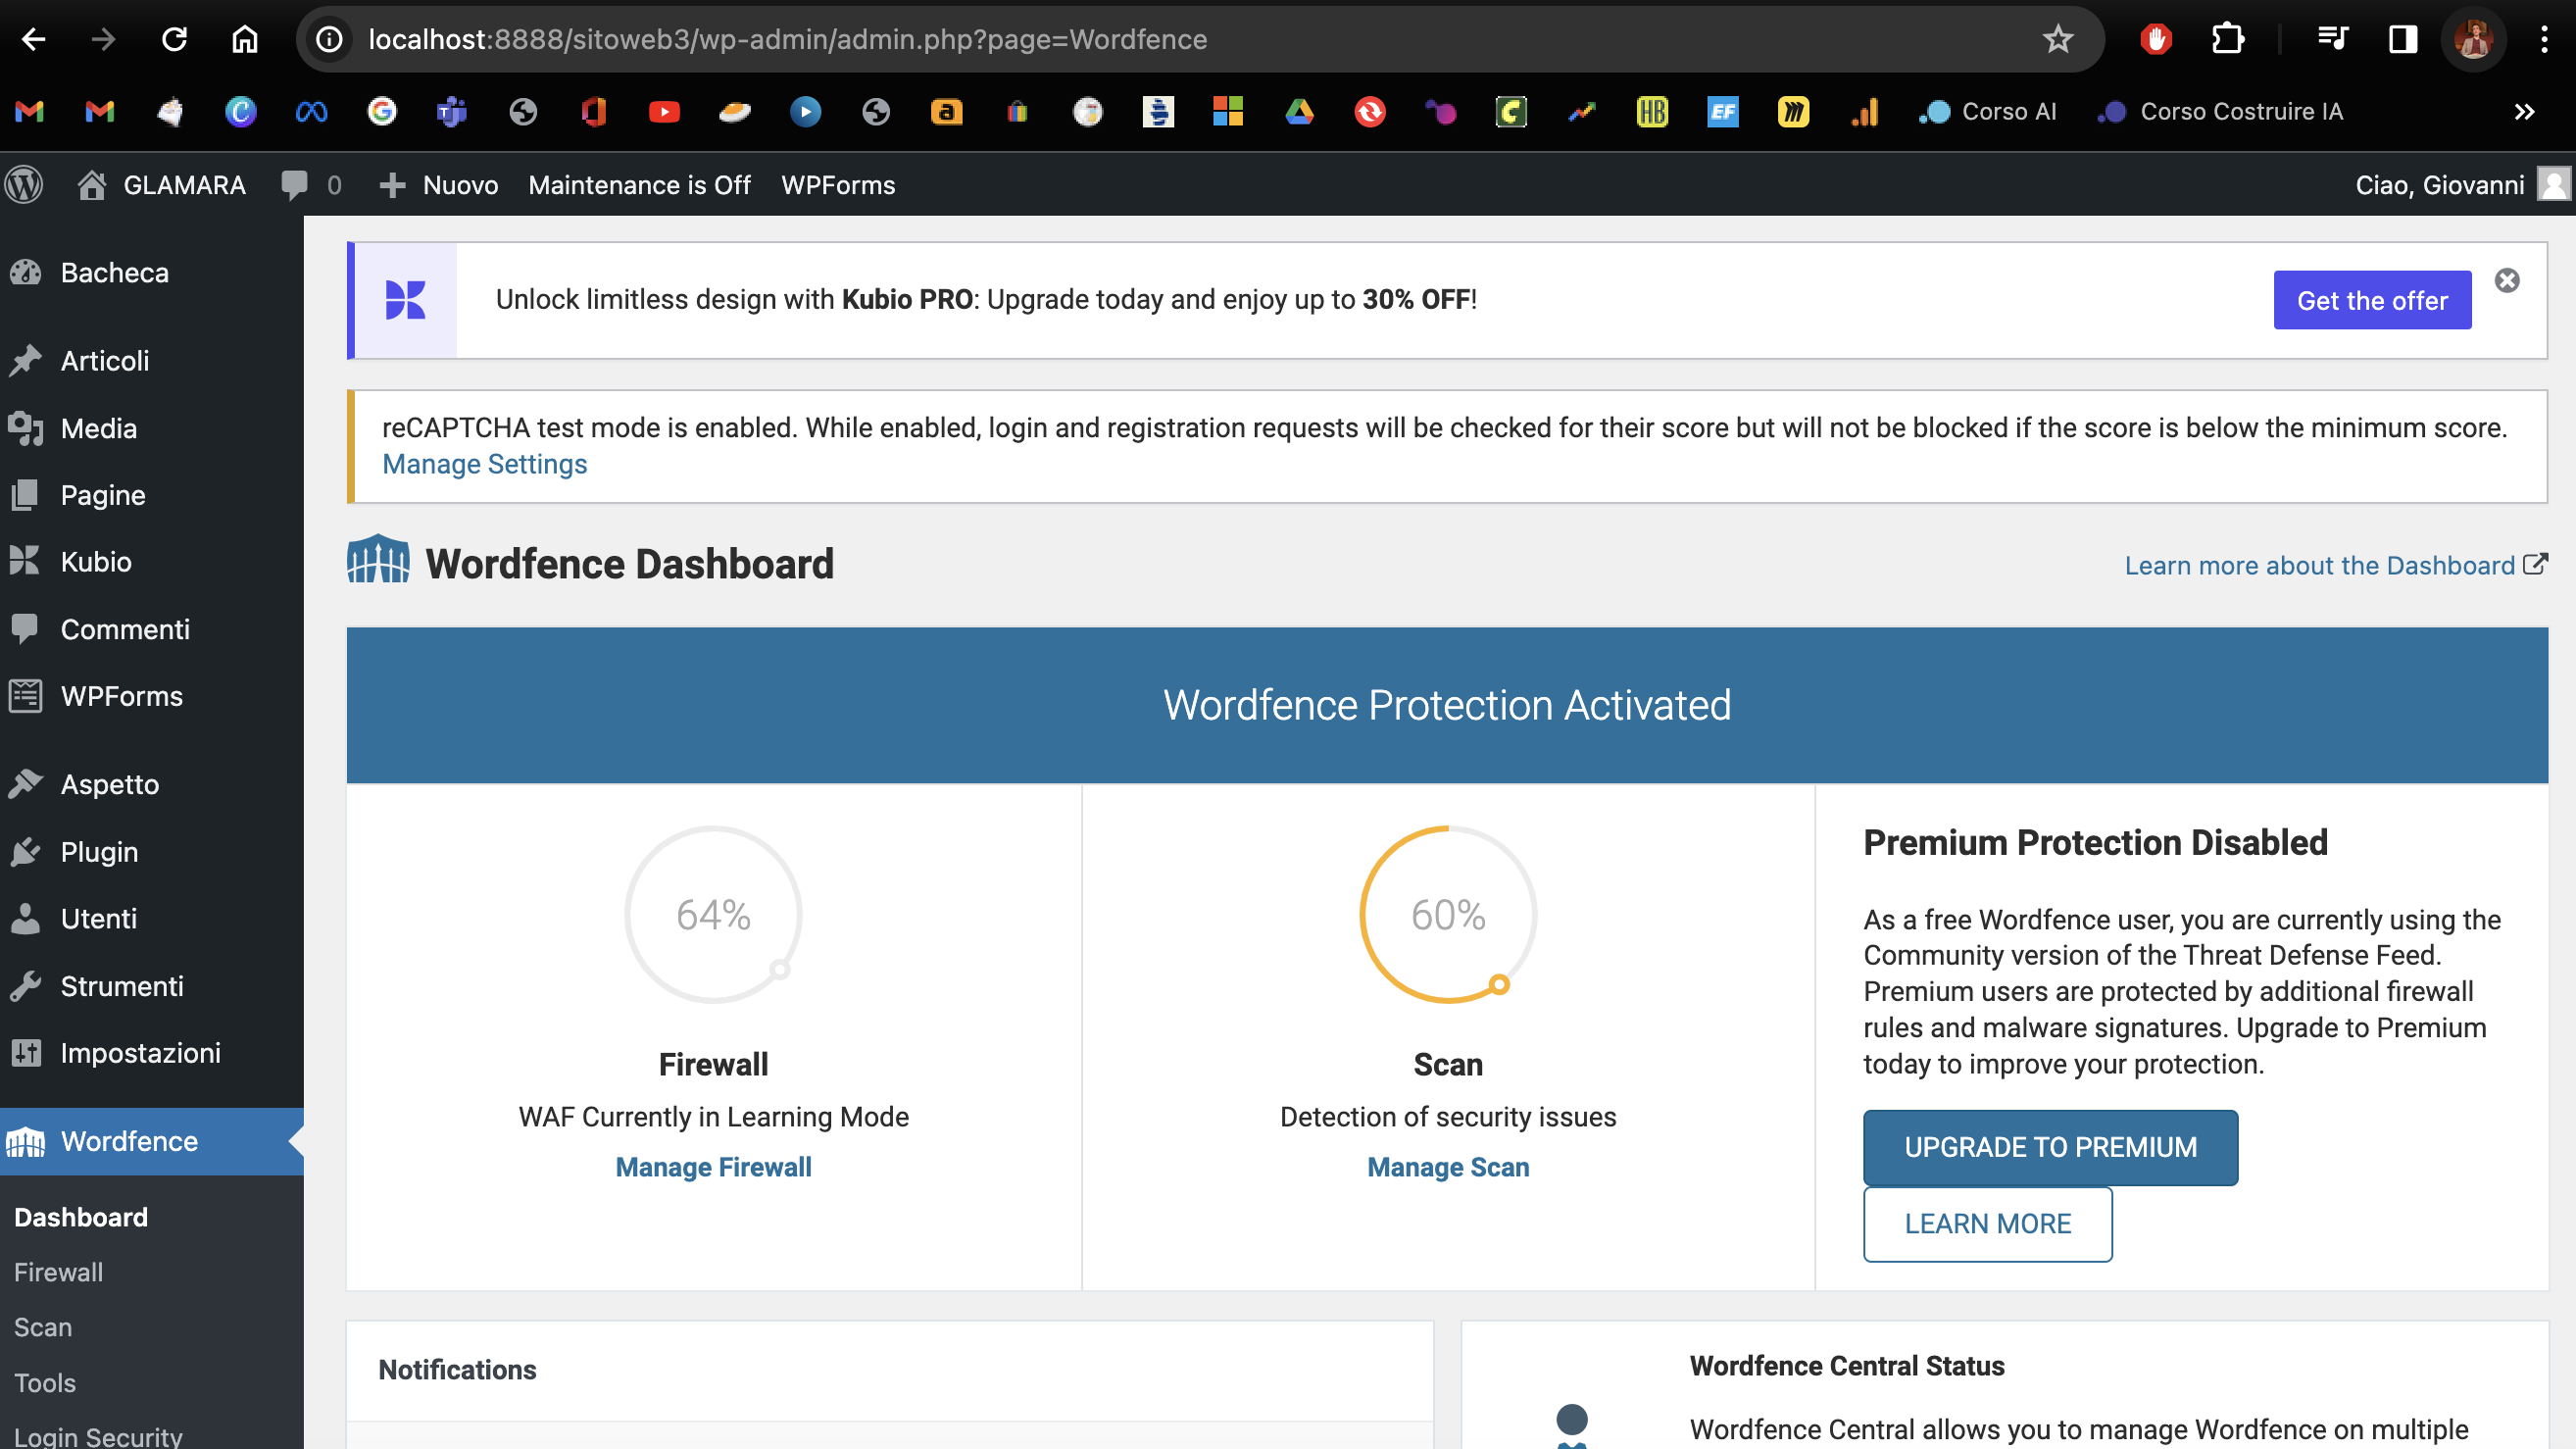 localhost:8888/sitoweb3/wp-admin/admin.php?page=Wordfence
Corso AI
Corso Costruire IA
GLAMARA
0
Nuovo
Maintenance is Off
WPForms
Ciao, Giovanni
Bacheca
Articoli
Media
Pagine
Kubio
Commenti
WPForms
Aspetto
Plugin
Utenti
Strumenti
Impostazioni
Wordfence
Dashboard
Firewall
Scan
Tools
Login Security
Unlock limitless design with Kubio PRO: Upgrade today and enjoy up to 30% OFF!
Get the offer
reCAPTCHA test mode is enabled. While enabled, login and registration requests will be checked for their score but will not be blocked if the score is below the minimum score.
Manage Settings
Wordfence Dashboard
Learn more about the Dashboard
Wordfence Protection Activated
64%
Firewall
WAF Currently in Learning Mode
Manage Firewall
60%
Scan
Detection of security issues
Manage Scan
Premium Protection Disabled
As a free Wordfence user, you are currently using the
Community version of the Threat Defense Feed.
Premium users are protected by additional firewall
rules and malware signatures. Upgrade to Premium
today to improve your protection.
UPGRADE TO PREMIUM
LEARN MORE
Notifications
Wordfence Central Status
Wordfence Central allows you to manage Wordfence on multiple